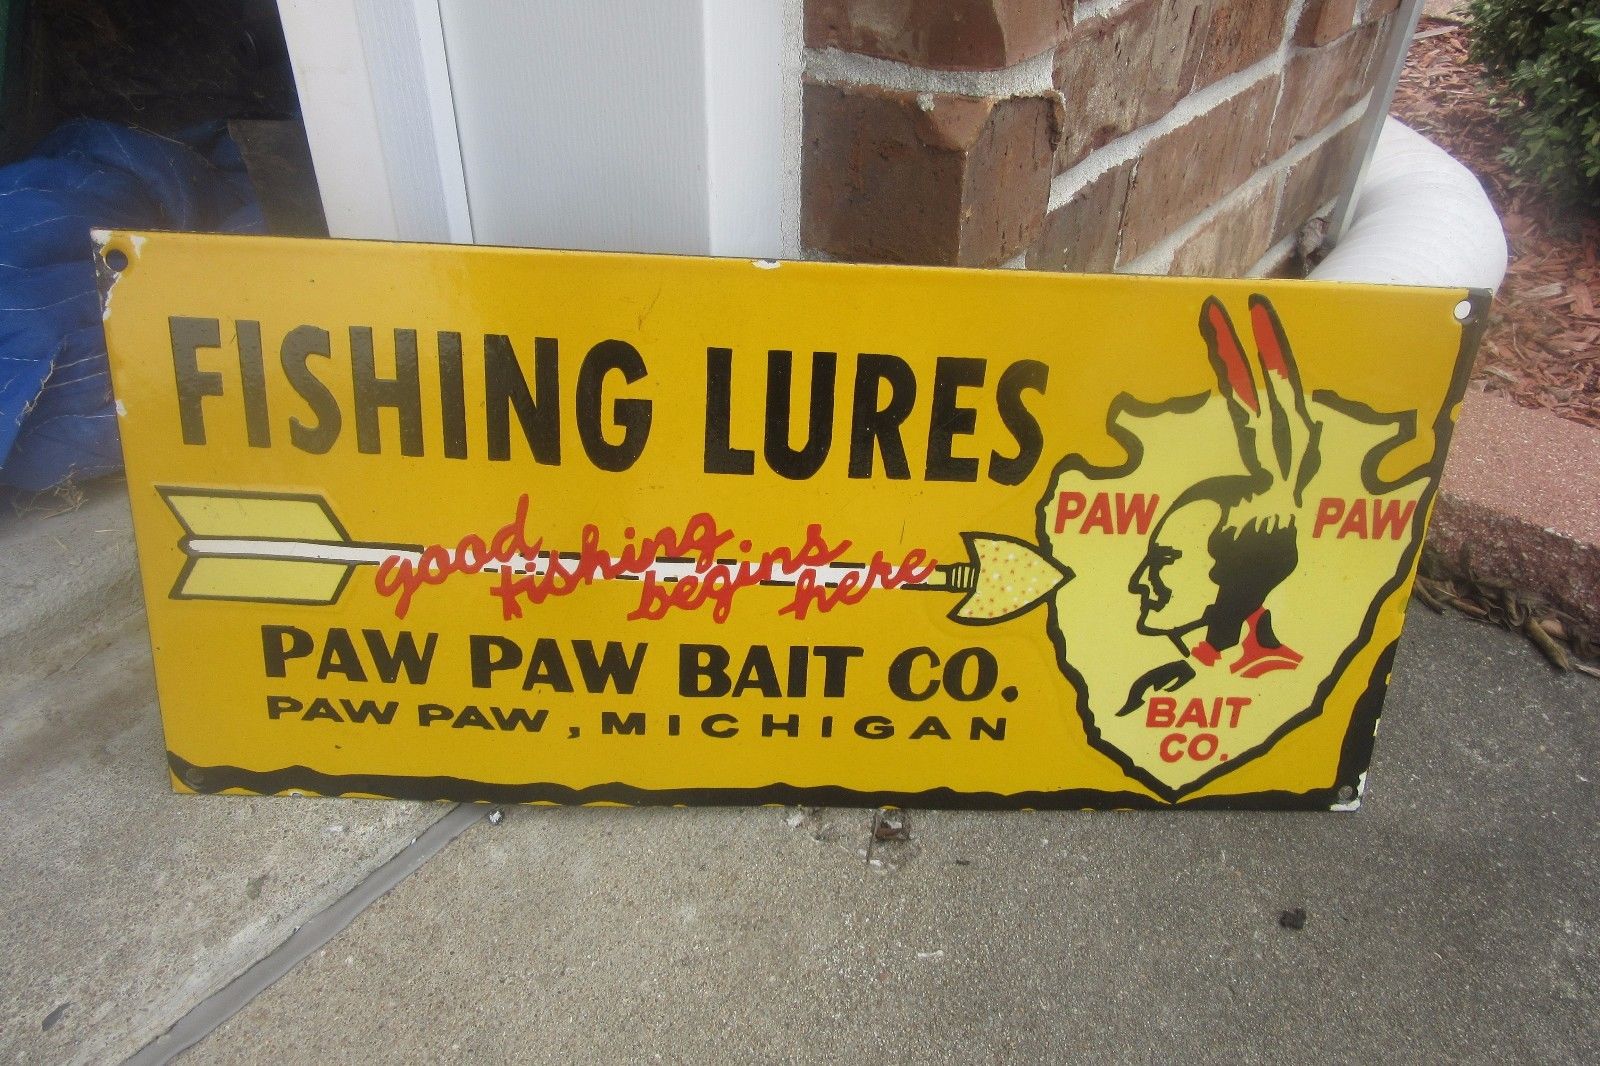 FISHING LURES
good fishing begins here
PAW PAW BAIT CO.
PAW PAW, MICHIGAN
PAW PAW
BAIT
CO.